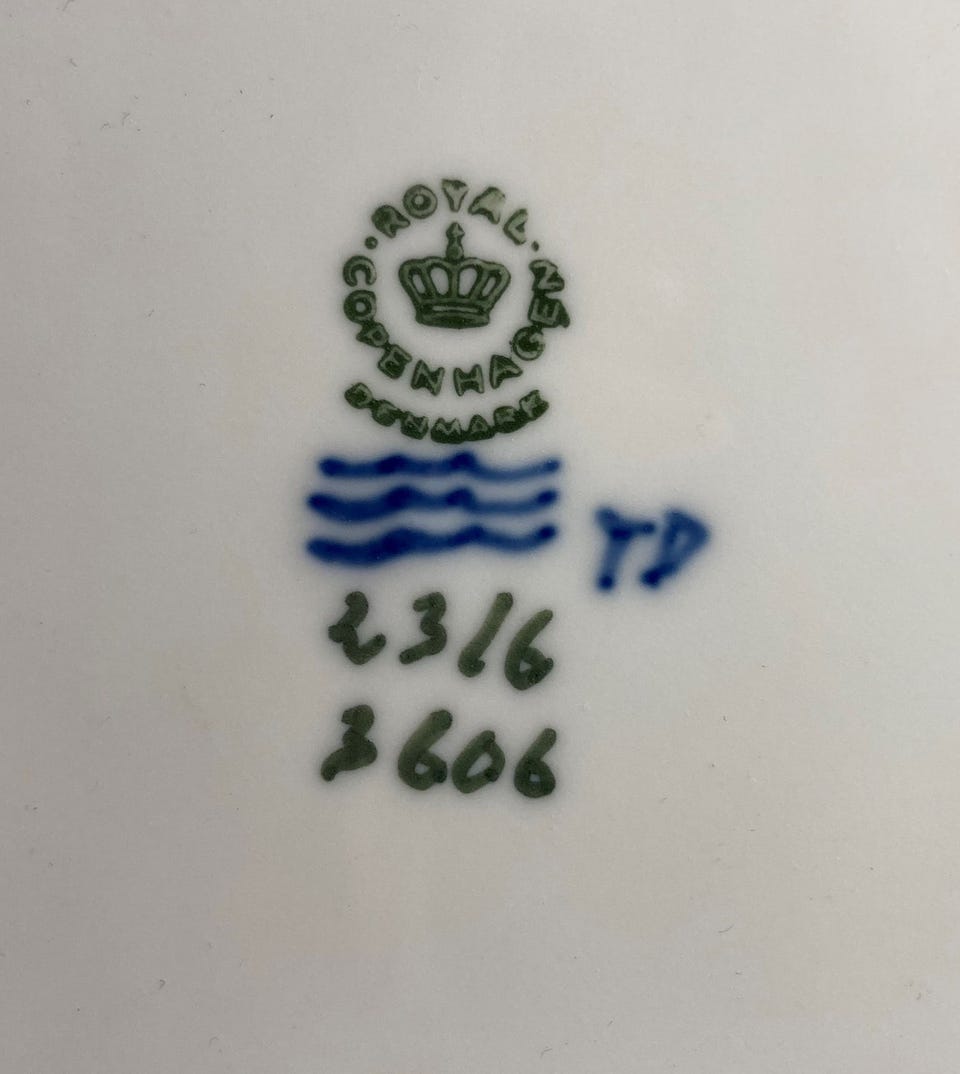 ROYAL
COPENHAGEN
DENMARK
TD
2316
3606